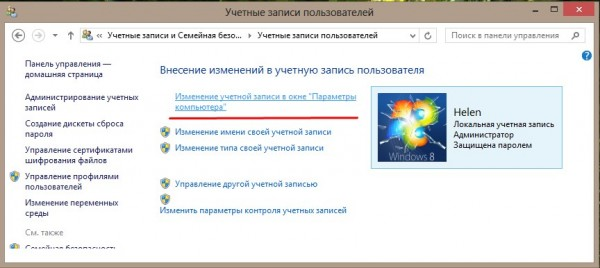 Учетные записи пользователей
Учетные записи и Семейная безо... Учетные записи пользователей
Поиск в панели управления
Панель управления —
домашняя страница
Администрирование учетных
записей
Создание дискеты сброса
пароля
Управление сертификатами
шифрования файлов
Управление профилями
пользователей
Изменение переменных
среды
См. также
Семейная безопасность
Внесение изменений в учетную запись пользователя
Изменение учетной записи в окне "Параметры
компьютера"
Изменение имени своей учетной записи
Изменение типа своей учетной записи
Управление другой учетной записью
Изменить параметры контроля учетных записей
Windows 8
Helen
Локальная учетная запись
Администратор
Защищена паролем